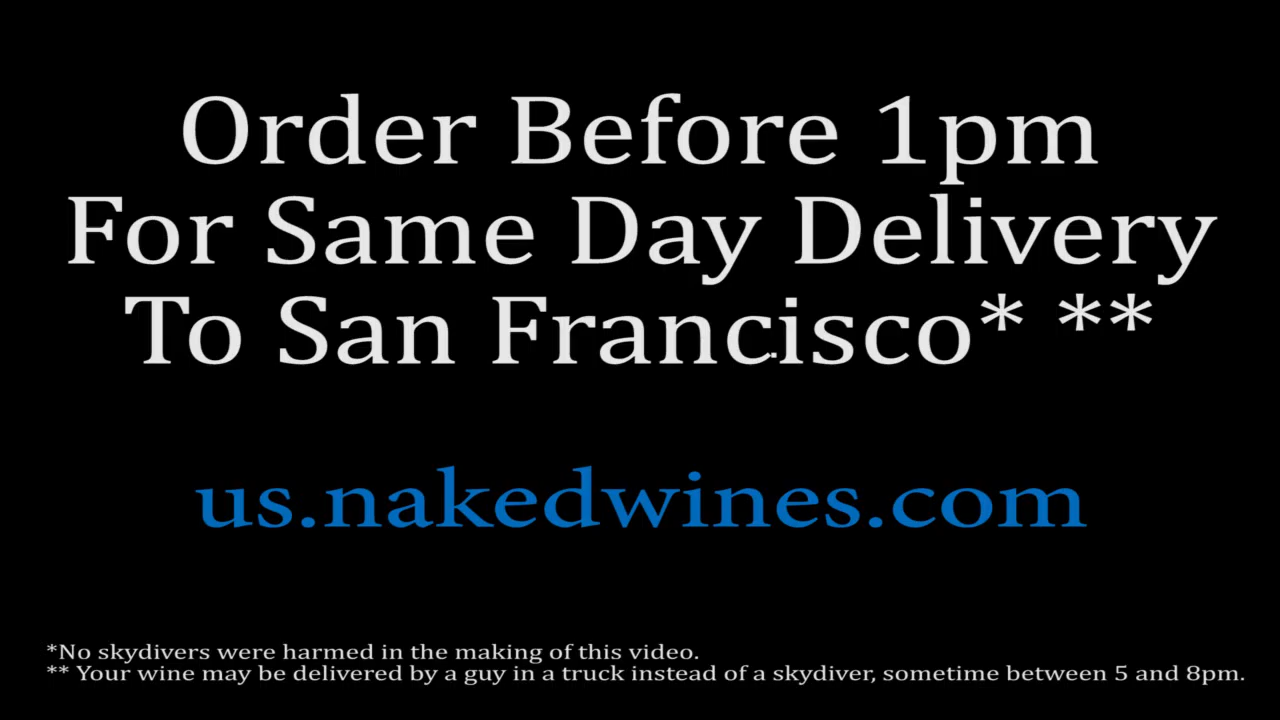 Order Before 1pm
For Same Day Delivery
To San Francisco* **
us.nakedwines.com
*No skydivers were harmed in the making of this video.
** Your wine may be delivered by a guy in a truck instead of a skydiver, sometime between 5 and 8pm.